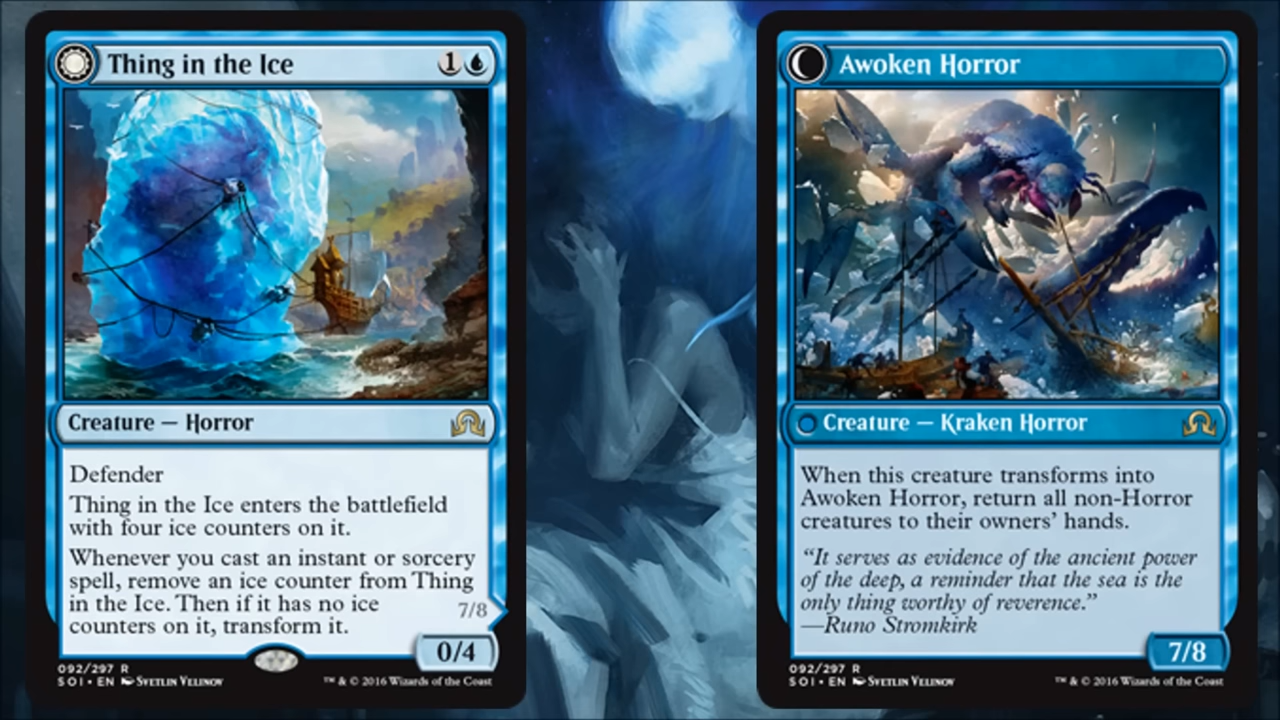 Thing in the Ice 1
Creature — Horror
Defender
Thing in the Ice enters the battlefield
with four ice counters on it.
Whenever you cast an instant or sorcery
spell, remove an ice counter from Thing
in the Ice. Then if it has no ice
counters on it, transform it.
7/8
0/4
092/297 R
SOI • EN Svetlin Velinov
™ & © 2016 Wizards of the Coast
Awoken Horror
Creature — Kraken Horror
When this creature transforms into
Awoken Horror, return all non-Horror
creatures to their owners’ hands.
“It serves as evidence of the ancient power
of the deep, a reminder that the sea is the
only thing worthy of reverence.”
—Runo Stromkirk
7/8
092/297 R
SOI • EN Svetlin Velinov
™ & © 2016 Wizards of the Coast